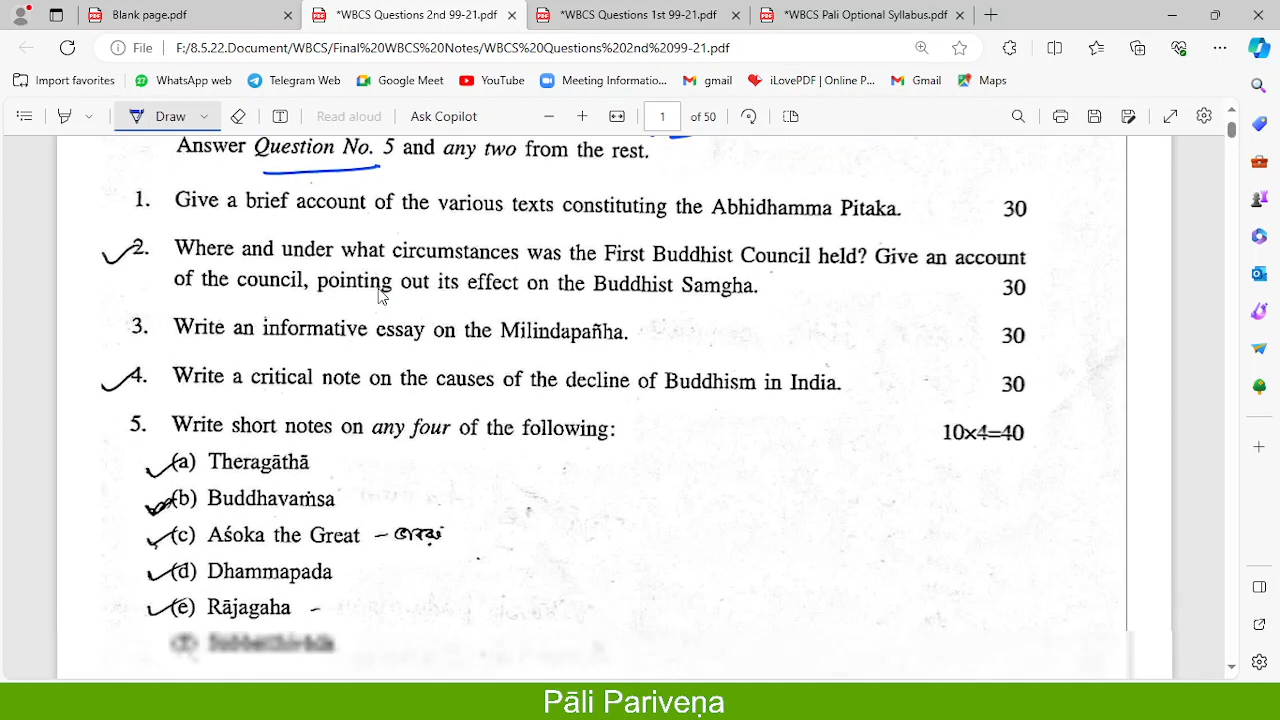 Blank page.pdf
*WBCS Questions 2nd 99-21.pdf
*WBCS Questions 1st 99-21.pdf
*WBCS Pali Optional Syllabus.pdf
File
F:/8.5.22.Document/WBCS/Final%20WBCS%20Notes/WBCS%20Questions%202nd%2099-21.pdf
Import favorites
WhatsApp web
Telegram Web
Google Meet
YouTube
Meeting Informatio...
gmail
iLovePDF | Online P...
Gmail
Maps
Draw
Read aloud
Ask Copilot
1 of 50
Answer Question No. 5 and any two from the rest.
1. Give a brief account of the various texts constituting the Abhidhamma Pitaka. 30
2. Where and under what circumstances was the First Buddhist Council held? Give an account
of the council, pointing out its effect on the Buddhist Samgha. 30
3. Write an informative essay on the Milindapañha. 30
4. Write a critical note on the causes of the decline of Buddhism in India. 30
5. Write short notes on any four of the following: 10×4=40
(a) Theragāthā
(b) Buddhavaṁsa
(c) Aśoka the Great –
(d) Dhammapada
(e) Rājagaha –
Pāli Pariveṇa